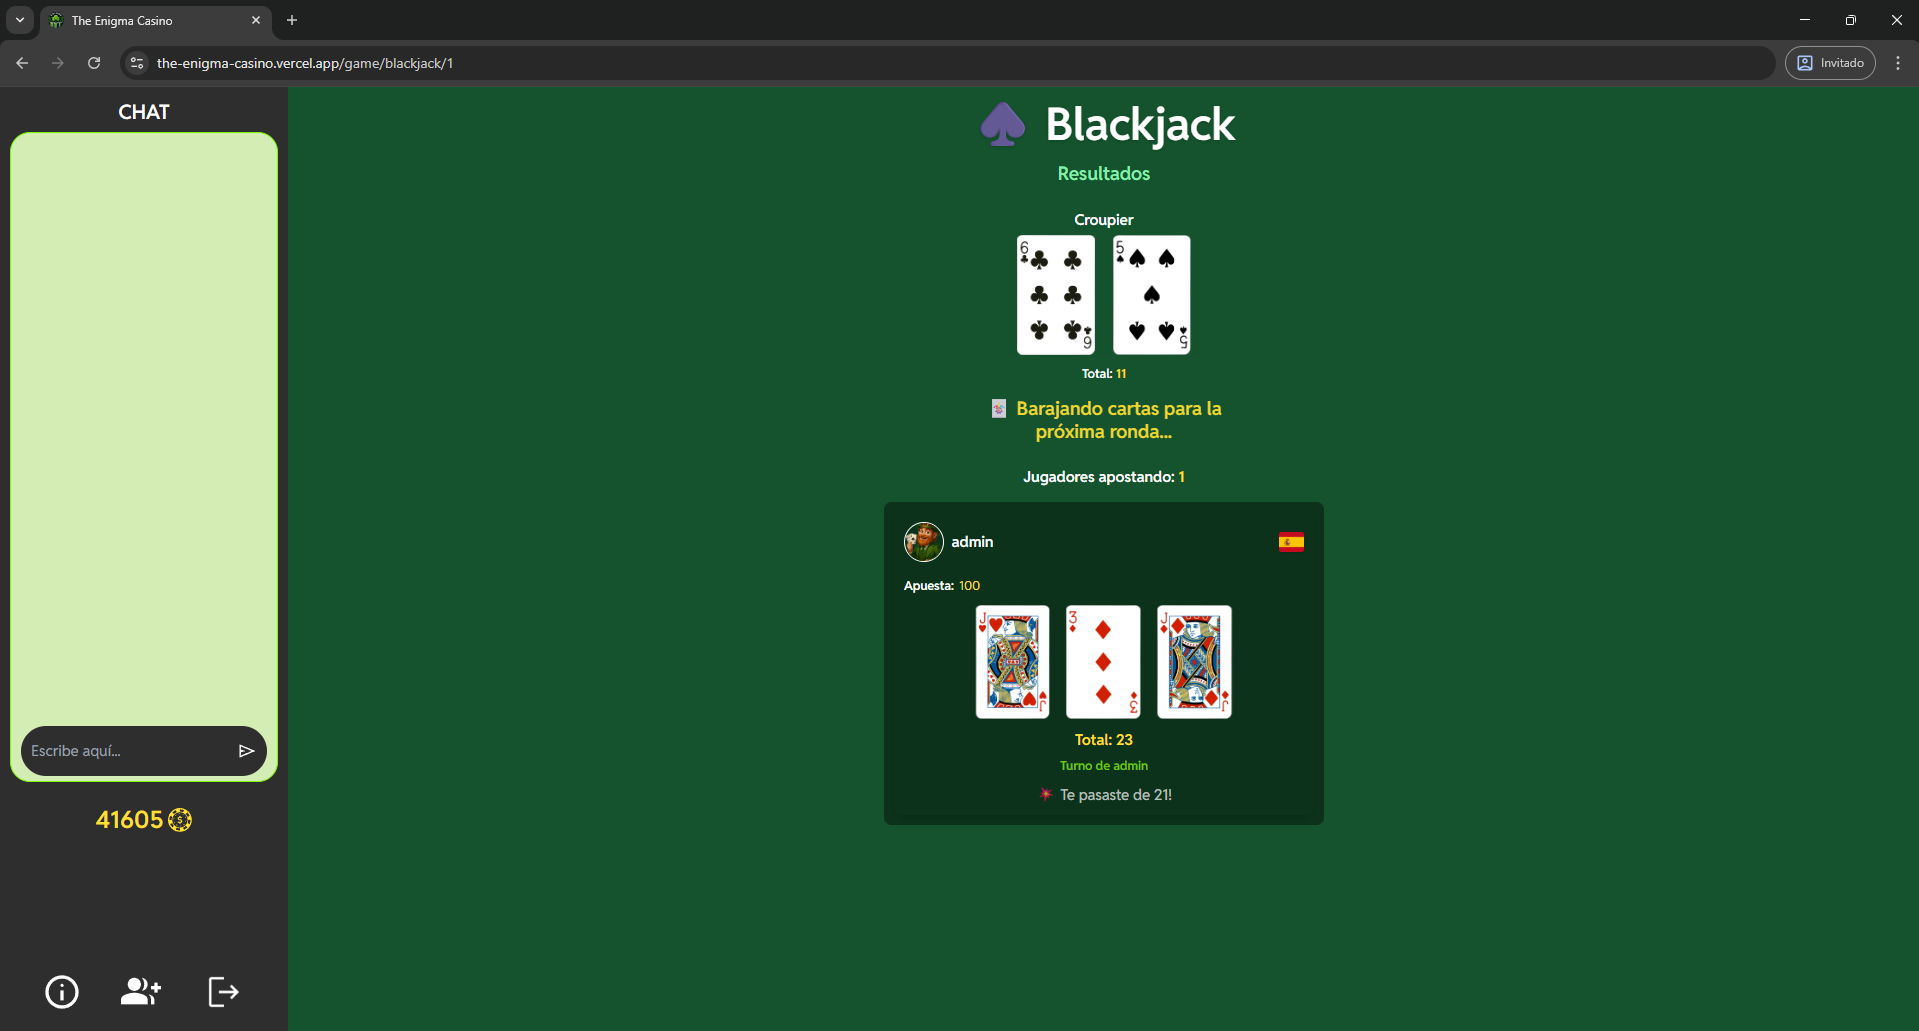 The Enigma Casino
the-enigma-casino.vercel.app/game/blackjack/1
Invitado
CHAT
Escribe aquí...
41605
Blackjack
Resultados
Croupier
6
6
5
5
Total: 11
Barajando cartas para la
próxima ronda...
Jugadores apostando: 1
admin
Apuesta: 100
J
J
3
3
J
J
Total: 23
Turno de admin
Te pasaste de 21!